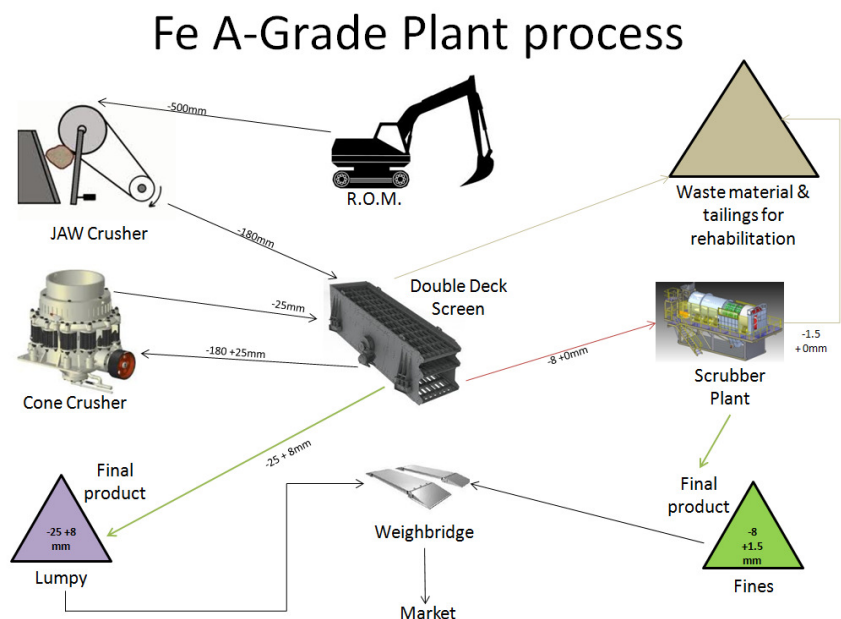 Fe A-Grade Plant process
-500mm
R.O.M.
JAW Crusher
Waste material &
tailings for
rehabilitation
-180mm
Double Deck
Screen
-25mm
-180 +25mm
Cone Crusher
-8 +0mm
-1.5
+0mm
Scrubber
Plant
-25 + 8mm
Final
product
-25 +8
mm
Lumpy
Weighbridge
Final
product
-8
+1.5
mm
Fines
Market